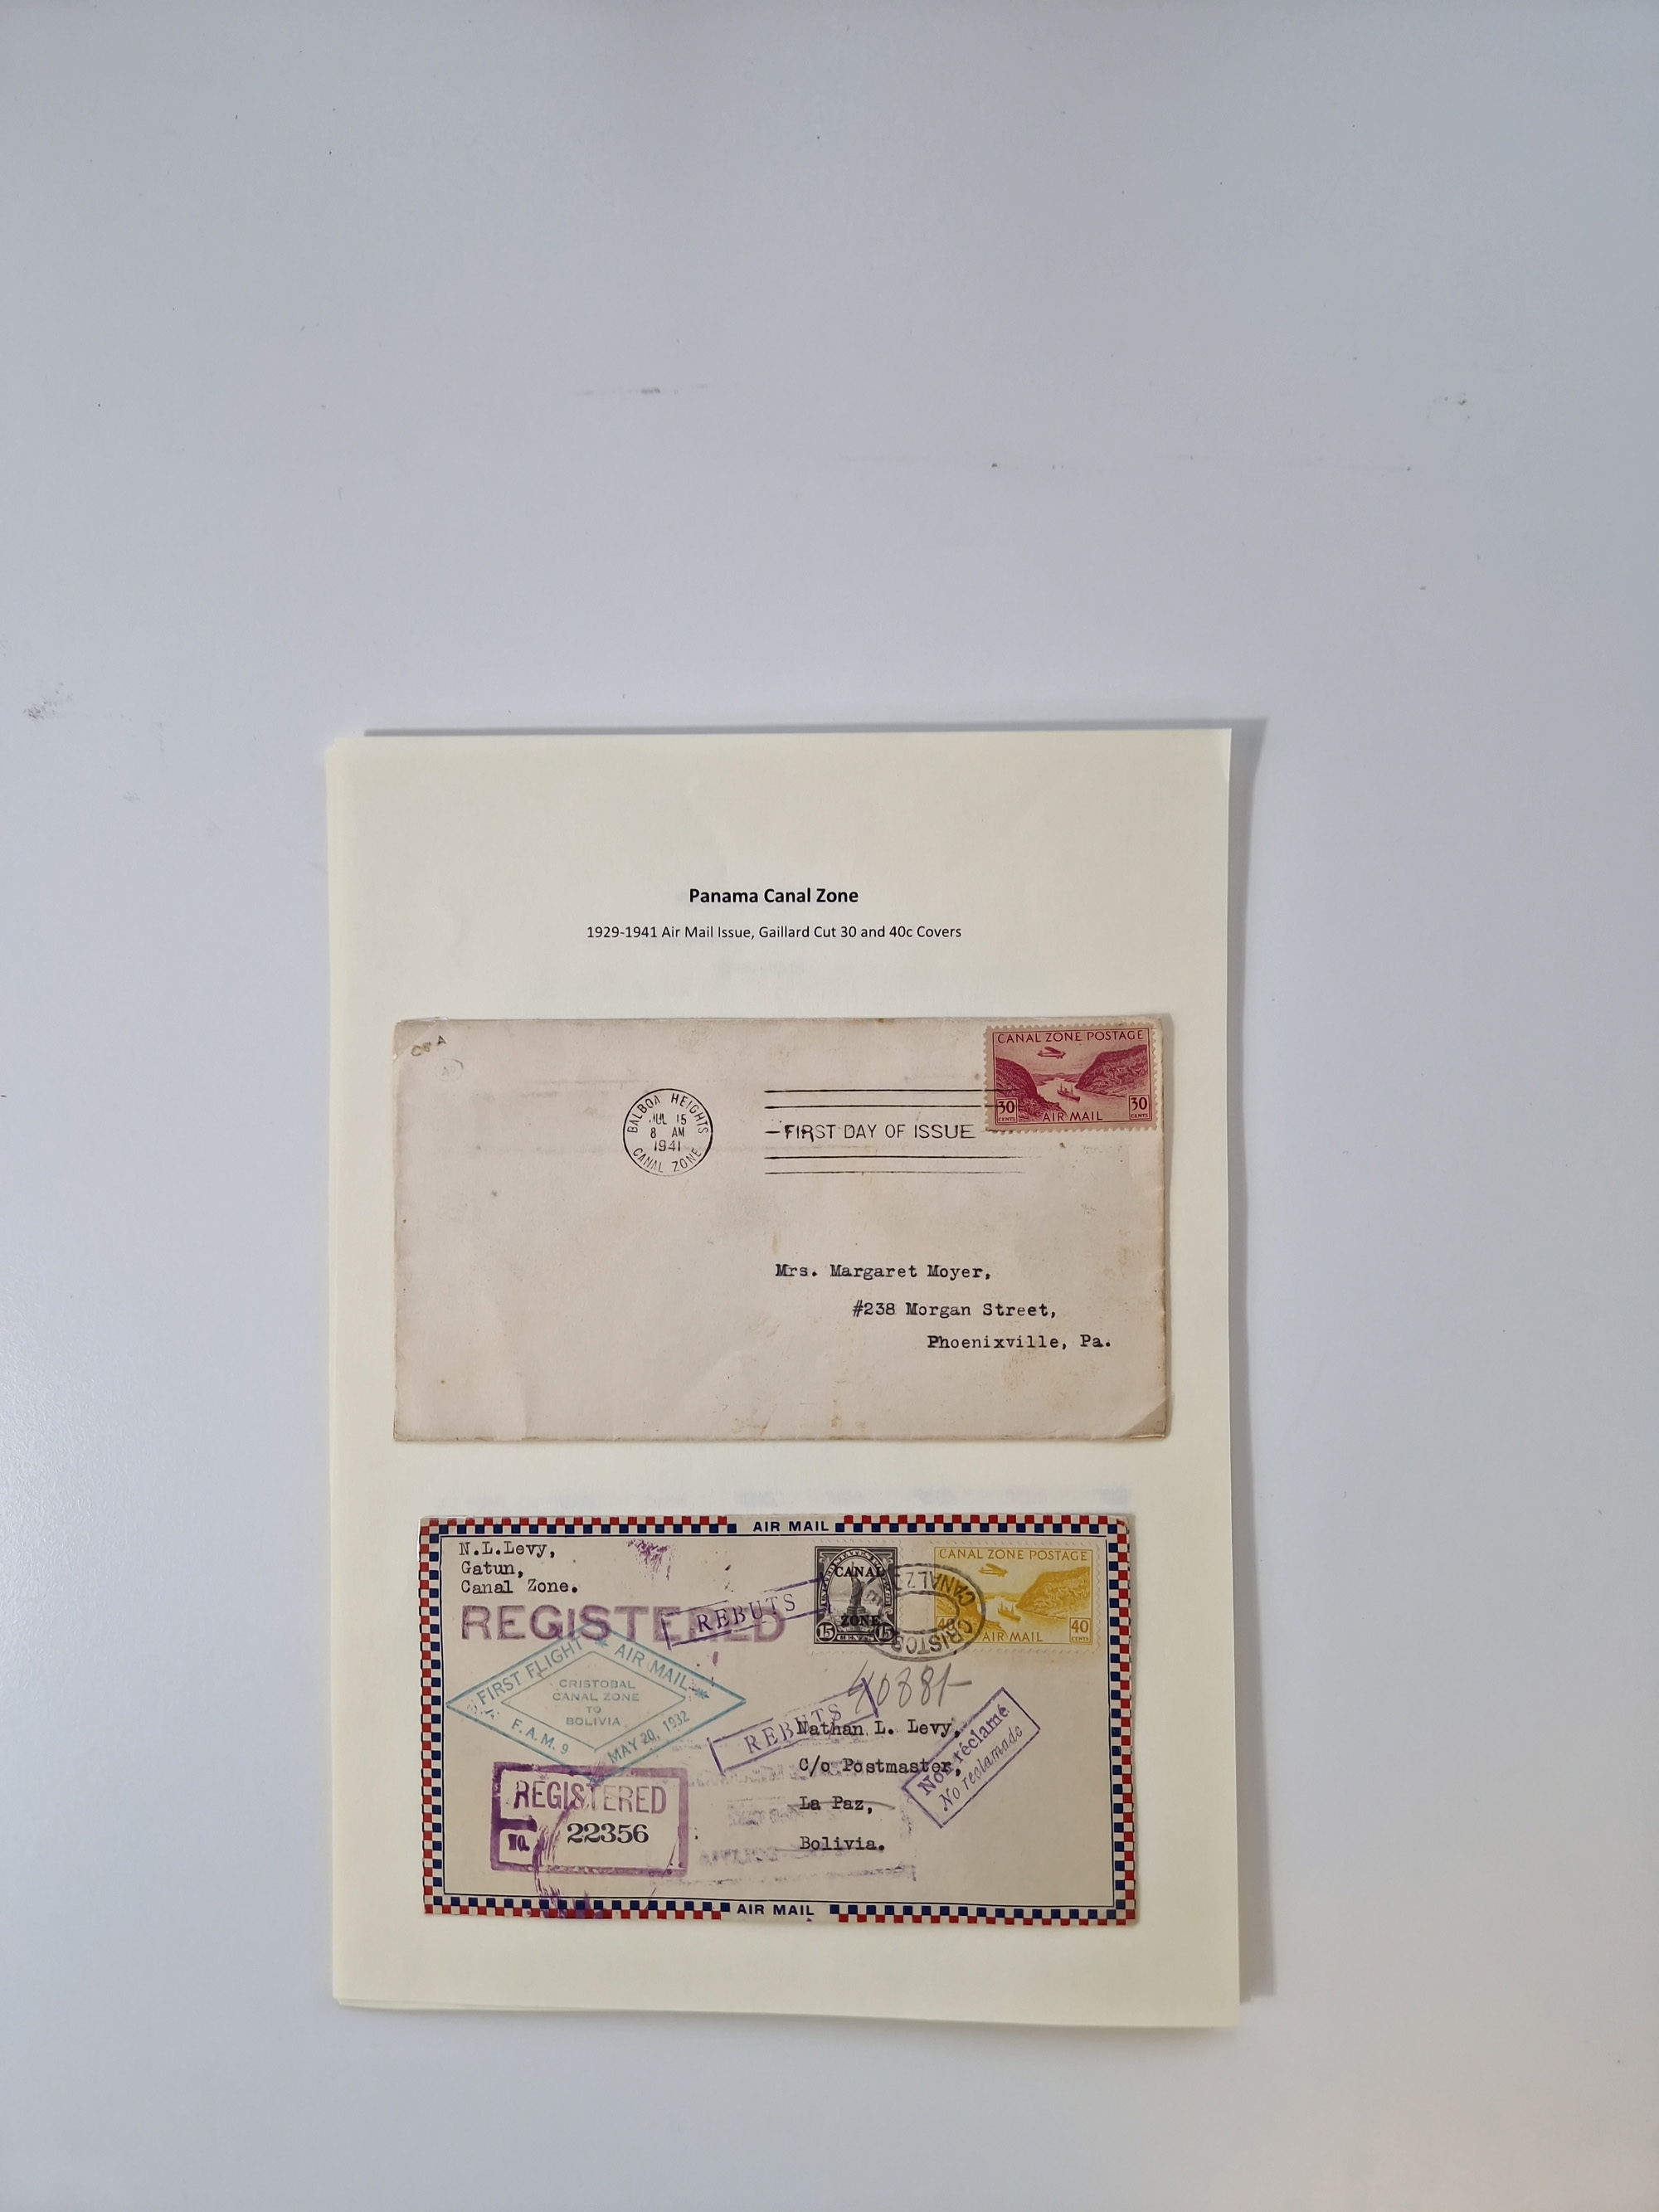 Panama Canal Zone
1929-1941 Air Mail Issue, Gaillard Cut 30 and 40c Covers
CANAL ZONE POSTAGE
30 CENTS
AIR MAIL
30 CENTS
BALBOA HEIGHTS
JUL 15
8 AM
1941
CANAL ZONE
FIRST DAY OF ISSUE
Mrs. Margaret Moyer,
#238 Morgan Street,
Phoenixville, Pa.
AIR MAIL
N.L.Levy,
Gatun,
Canal Zone.
REGISTERED
REBUTS
CANAL
ZONE
15
15
CANAL ZONE POSTAGE
40
AIR MAIL
40 CENTS
FIRST FLIGHT AIR MAIL
CRISTOBAL
CANAL ZONE
TO
BOLIVIA
F.A.M. 9
MAY 20, 1932
40881
REBUTS
Nathan L. Levy,
C/o Postmaster,
La Paz,
Bolivia.
Non réclamé
No reclamado
REGISTERED
NO. 22356
AIR MAIL